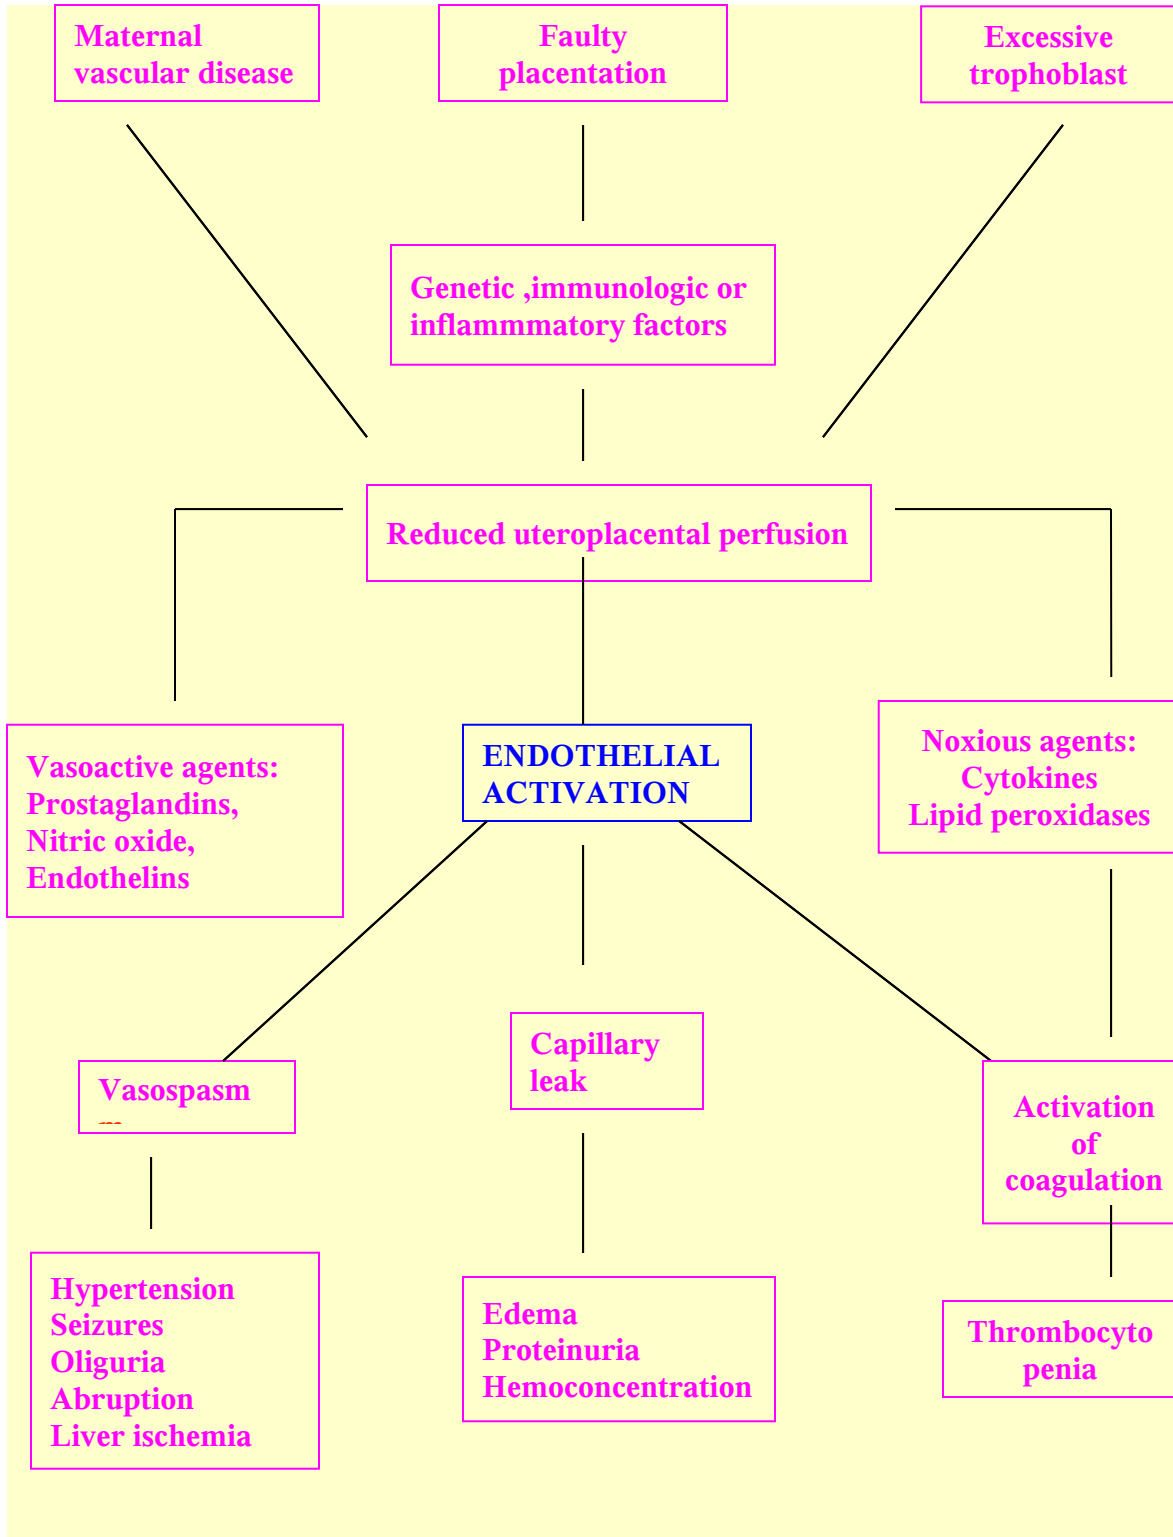 Maternal
vascular disease
Faulty
placentation
Excessive
trophoblast
Genetic ,immunologic or
inflammmatory factors
Reduced uteroplacental perfusion
Vasoactive agents:
Prostaglandins,
Nitric oxide,
Endothelins
ENDOTHELIAL
ACTIVATION
Noxious agents:
Cytokines
Lipid peroxidases
Vasospasm
Capillary
leak
Activation
of
coagulation
Hypertension
Seizures
Oliguria
Abruption
Liver ischemia
Edema
Proteinuria
Hemoconcentration
Thrombocyto
penia